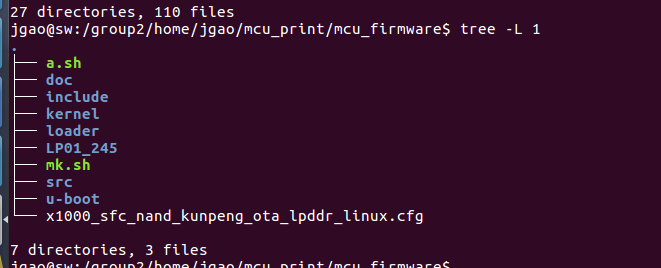 27 directories, 110 files
jgao@sw:/group2/home/jgao/mcu_print/mcu_firmware$ tree -L 1
.
├── a.sh
├── doc
├── include
├── kernel
├── loader
├── LP01_245
├── mk.sh
├── src
├── u-boot
└── x1000_sfc_nand_kunpeng_ota_lpddr_linux.cfg
7 directories, 3 files
jgao@sw:/group2/home/jgao/mcu_print/mcu_firmware$